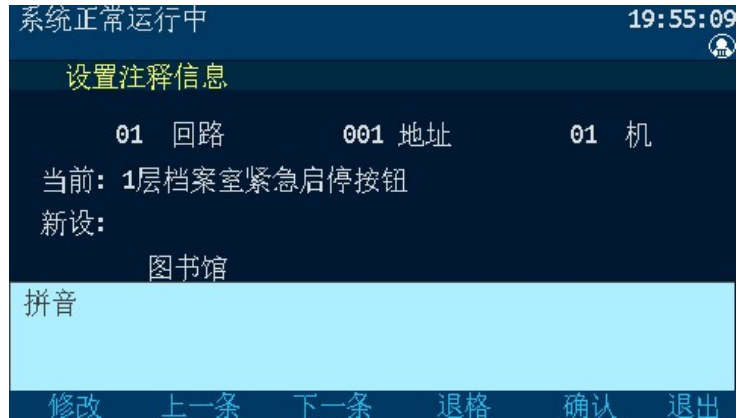 系统正常运行中 19:55:09
设置注释信息
01 回路 001 地址 01 机
当前: 1层档案室紧急启停按钮
新设:
图书馆
拼音
修改 上一条 下一条 退格 确认 退出